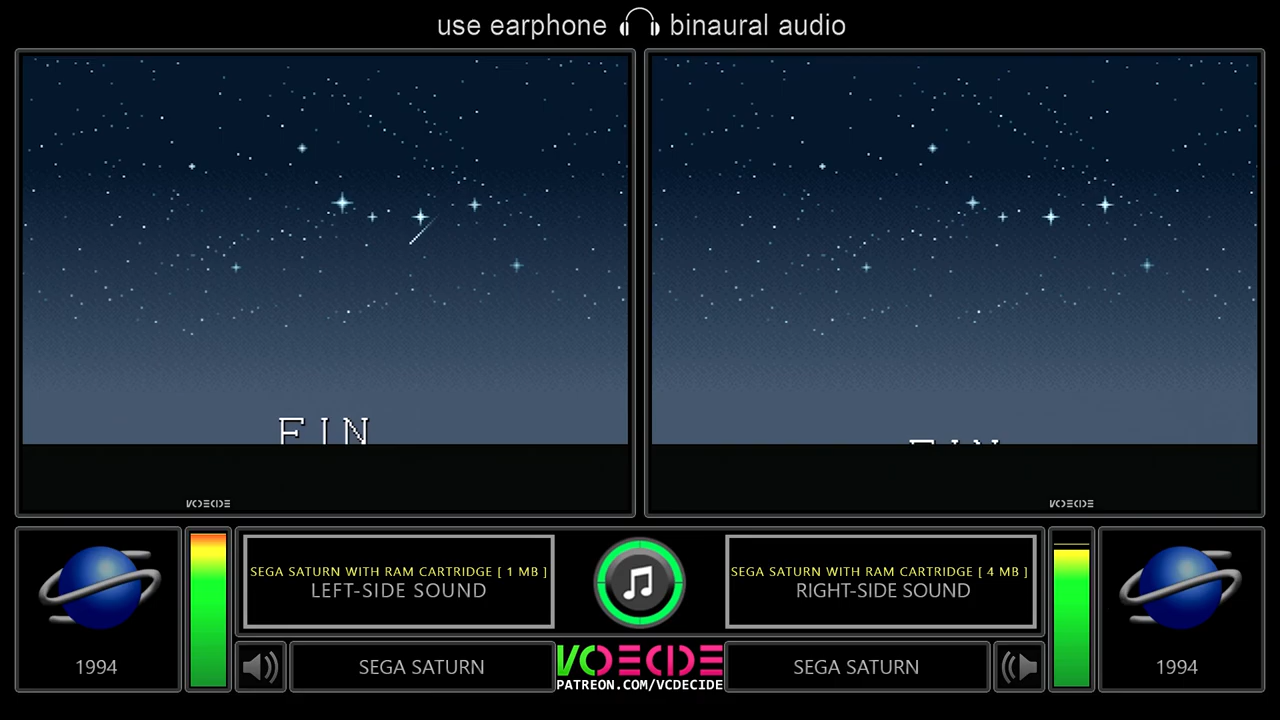 use earphone binaural audio
FIN
FIN
VCDECIDE
VCDECIDE
SEGA SATURN WITH RAM CARTRIDGE [ 1 MB ]
LEFT-SIDE SOUND
SEGA SATURN WITH RAM CARTRIDGE [ 4 MB ]
RIGHT-SIDE SOUND
1994
SEGA SATURN
VCDECIDE
PATREON.COM/VCDECIDE
SEGA SATURN
1994